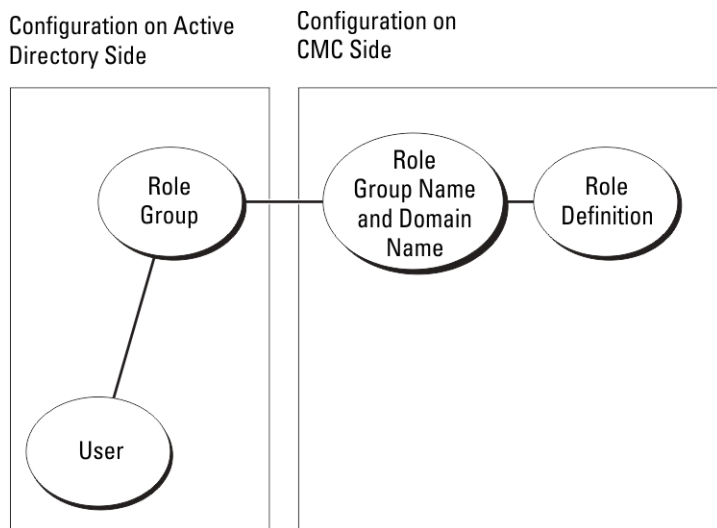 Configuration on Active
Directory Side
Configuration on
CMC Side
Role
Group
Role
Group Name
and Domain
Name
Role
Definition
User